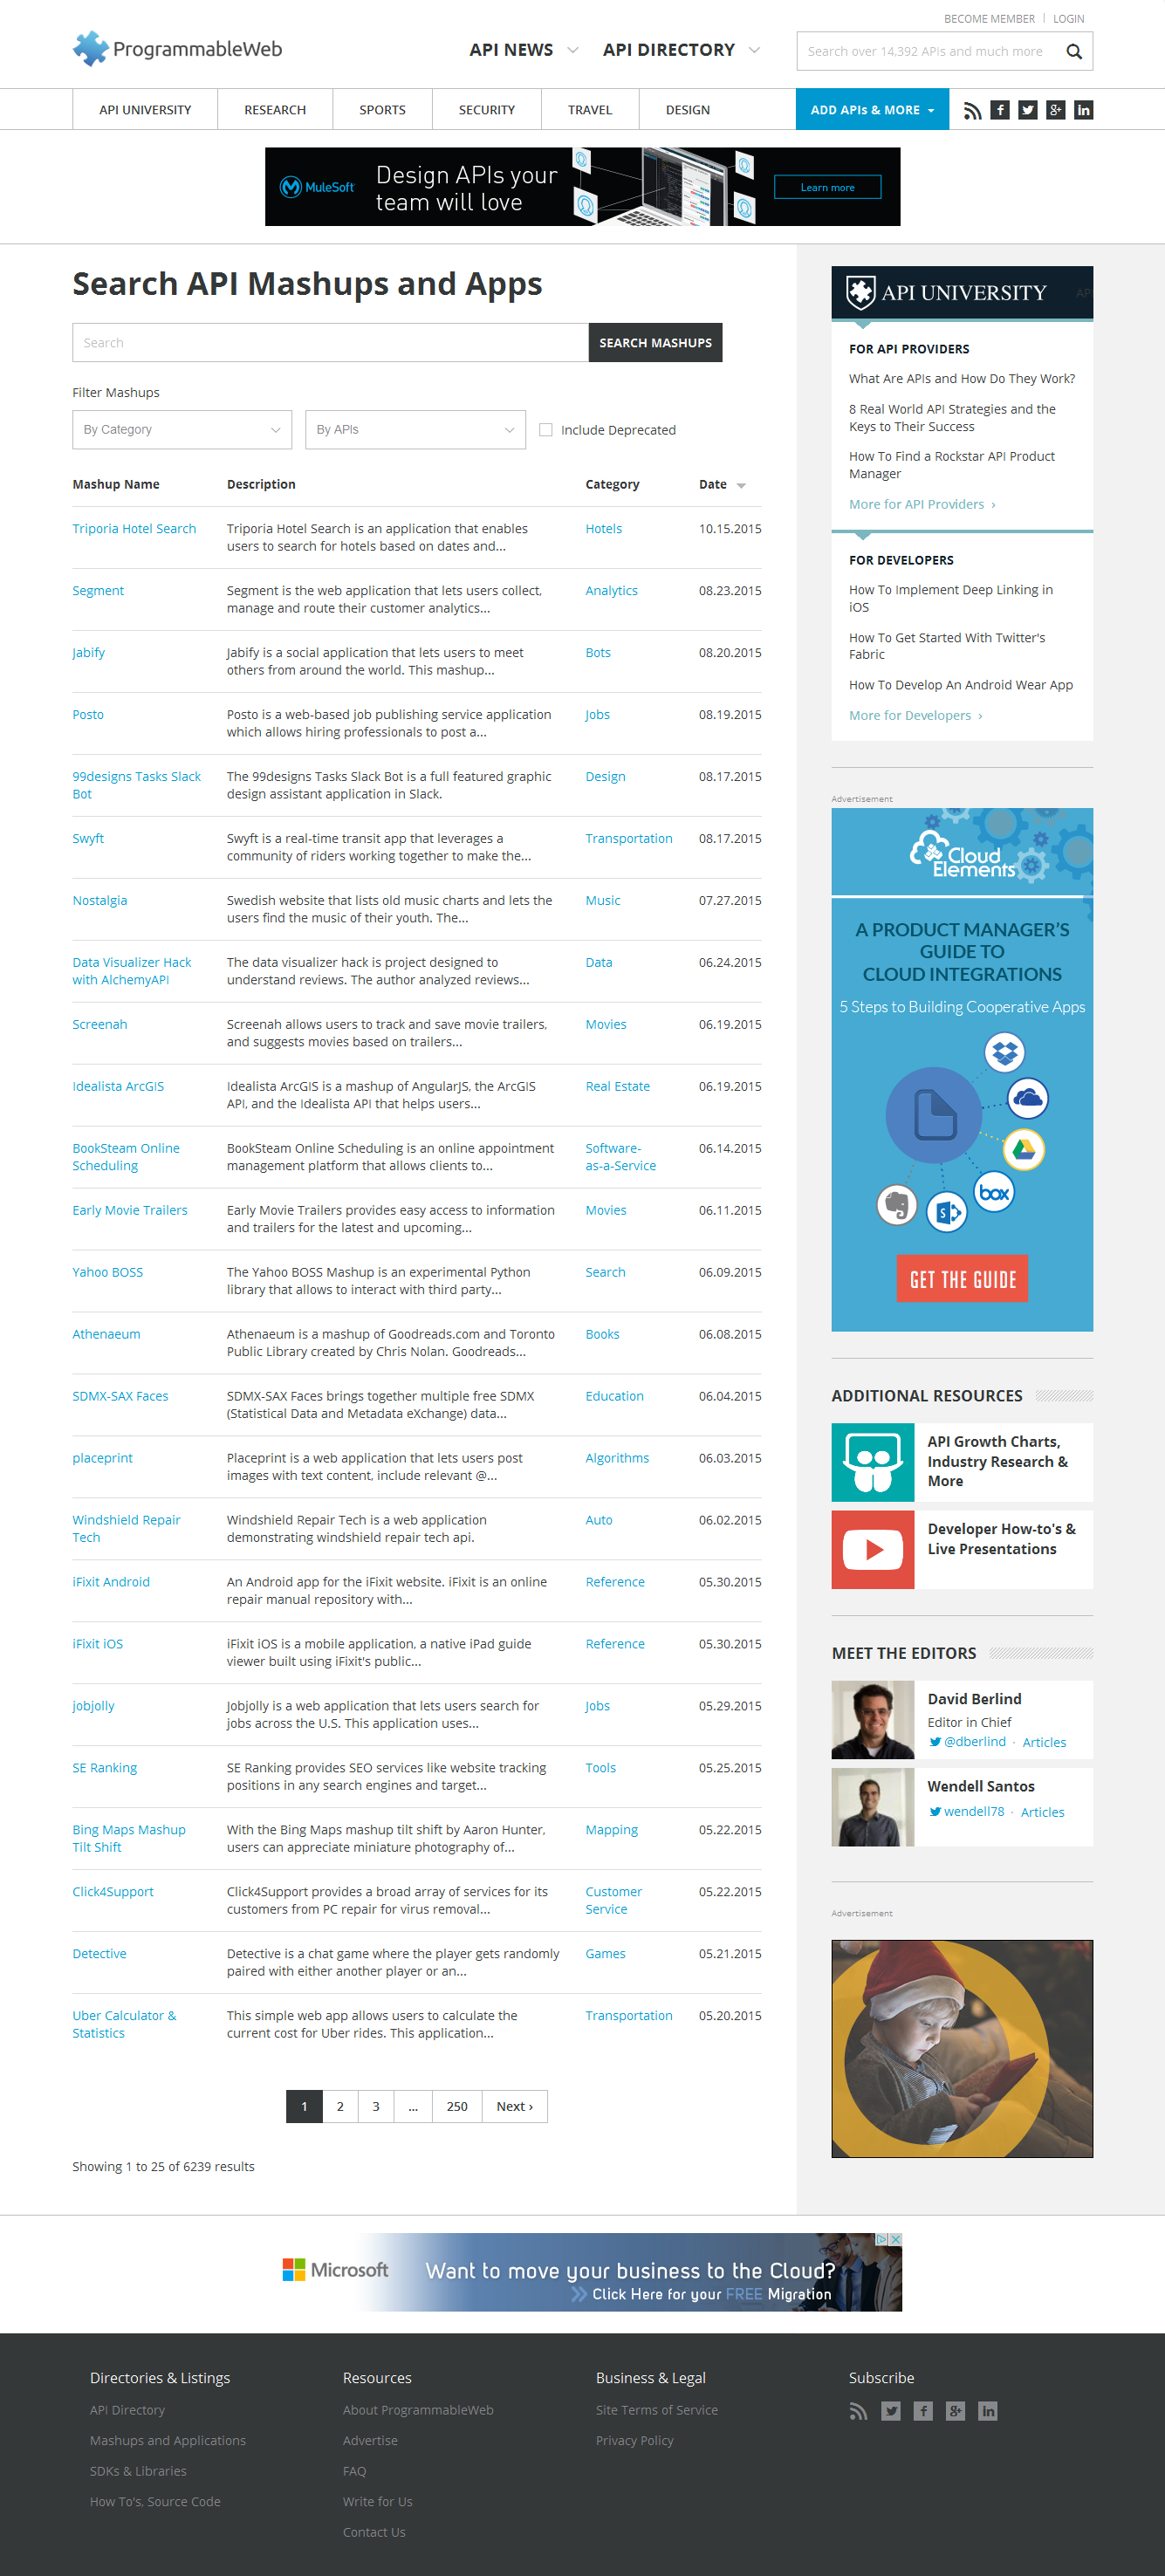 BECOME MEMBER | LOGIN
ProgrammableWeb
API NEWS
API DIRECTORY
Search over 14,392 APIs and much more
API UNIVERSITY
RESEARCH
SPORTS
SECURITY
TRAVEL
DESIGN
ADD APIs & MORE
MuleSoft
Design APIs your
team will love
Learn more
Search API Mashups and Apps
Search
SEARCH MASHUPS
Filter Mashups
By Category
By APIs
Include Deprecated
Mashup Name Description Category Date
Triporia Hotel Search Triporia Hotel Search is an application that enables Hotels 10.15.2015
users to search for hotels based on dates and...
Segment Segment is the web application that lets users collect, Analytics 08.23.2015
manage and route their customer analytics...
Jabify Jabify is a social application that lets users to meet Bots 08.20.2015
others from around the world. This mashup...
Posto Posto is a web-based job publishing service application Jobs 08.19.2015
which allows hiring professionals to post a...
99designs Tasks Slack The 99designs Tasks Slack Bot is a full featured graphic Design 08.17.2015
Bot design assistant application in Slack.
Swyft Swyft is a real-time transit app that leverages a Transportation 08.17.2015
community of riders working together to make the...
Nostalgia Swedish website that lists old music charts and lets the Music 07.27.2015
users find the music of their youth. The...
Data Visualizer Hack The data visualizer hack is project designed to Data 06.24.2015
with AlchemyAPI understand reviews. The author analyzed reviews...
Screenah Screenah allows users to track and save movie trailers, Movies 06.19.2015
and suggests movies based on trailers...
Idealista ArcGIS Idealista ArcGIS is a mashup of AngularJS, the ArcGIS Real Estate 06.19.2015
API, and the Idealista API that helps users...
BookSteam Online BookSteam Online Scheduling is an online appointment Software- 06.14.2015
Scheduling management platform that allows clients to... as-a-Service
Early Movie Trailers Early Movie Trailers provides easy access to information Movies 06.11.2015
and trailers for the latest and upcoming...
Yahoo BOSS The Yahoo BOSS Mashup is an experimental Python Search 06.09.2015
library that allows to interact with third party...
Athenaeum Athenaeum is a mashup of Goodreads.com and Toronto Books 06.08.2015
Public Library created by Chris Nolan. Goodreads...
SDMX-SAX Faces SDMX-SAX Faces brings together multiple free SDMX Education 06.04.2015
(Statistical Data and Metadata eXchange) data...
placeprint Placeprint is a web application that lets users post Algorithms 06.03.2015
images with text content, include relevant @...
Windshield Repair Windshield Repair Tech is a web application Auto 06.02.2015
Tech demonstrating windshield repair tech api.
iFixit Android An Android app for the iFixit website. iFixit is an online Reference 05.30.2015
repair manual repository with...
iFixit iOS iFixit iOS is a mobile application, a native iPad guide Reference 05.30.2015
viewer built using iFixit's public...
jobjolly Jobjolly is a web application that lets users search for Jobs 05.29.2015
jobs across the U.S. This application uses...
SE Ranking SE Ranking provides SEO services like website tracking Tools 05.25.2015
positions in any search engines and target...
Bing Maps Mashup With the Bing Maps mashup tilt shift by Aaron Hunter, Mapping 05.22.2015
Tilt Shift users can appreciate miniature photography of...
Click4Support Click4Support provides a broad array of services for its Customer 05.22.2015
customers from PC repair for virus removal... Service
Detective Detective is a chat game where the player gets randomly Games 05.21.2015
paired with either another player or an...
Uber Calculator & This simple web app allows users to calculate the Transportation 05.20.2015
Statistics current cost for Uber rides. This application...
1 2 3 ... 250 Next ›
Showing 1 to 25 of 6239 results
API UNIVERSITY AP
FOR API PROVIDERS
What Are APIs and How Do They Work?
8 Real World API Strategies and the
Keys to Their Success
How To Find a Rockstar API Product
Manager
More for API Providers ›
FOR DEVELOPERS
How To Implement Deep Linking in
iOS
How To Get Started With Twitter's
Fabric
How To Develop An Android Wear App
More for Developers ›
Advertisement
Cloud
Elements
A PRODUCT MANAGER'S
GUIDE TO
CLOUD INTEGRATIONS
5 Steps to Building Cooperative Apps
box
GET THE GUIDE
ADDITIONAL RESOURCES
API Growth Charts,
Industry Research &
More
Developer How-to's &
Live Presentations
MEET THE EDITORS
David Berlind
Editor in Chief
@dberlind · Articles
Wendell Santos
wendell78 · Articles
Advertisement
Microsoft
Want to move your business to the Cloud?
Click Here for your FREE Migration
Directories & Listings
API Directory
Mashups and Applications
SDKs & Libraries
How To's, Source Code
Resources
About ProgrammableWeb
Advertise
FAQ
Write for Us
Contact Us
Business & Legal
Site Terms of Service
Privacy Policy
Subscribe